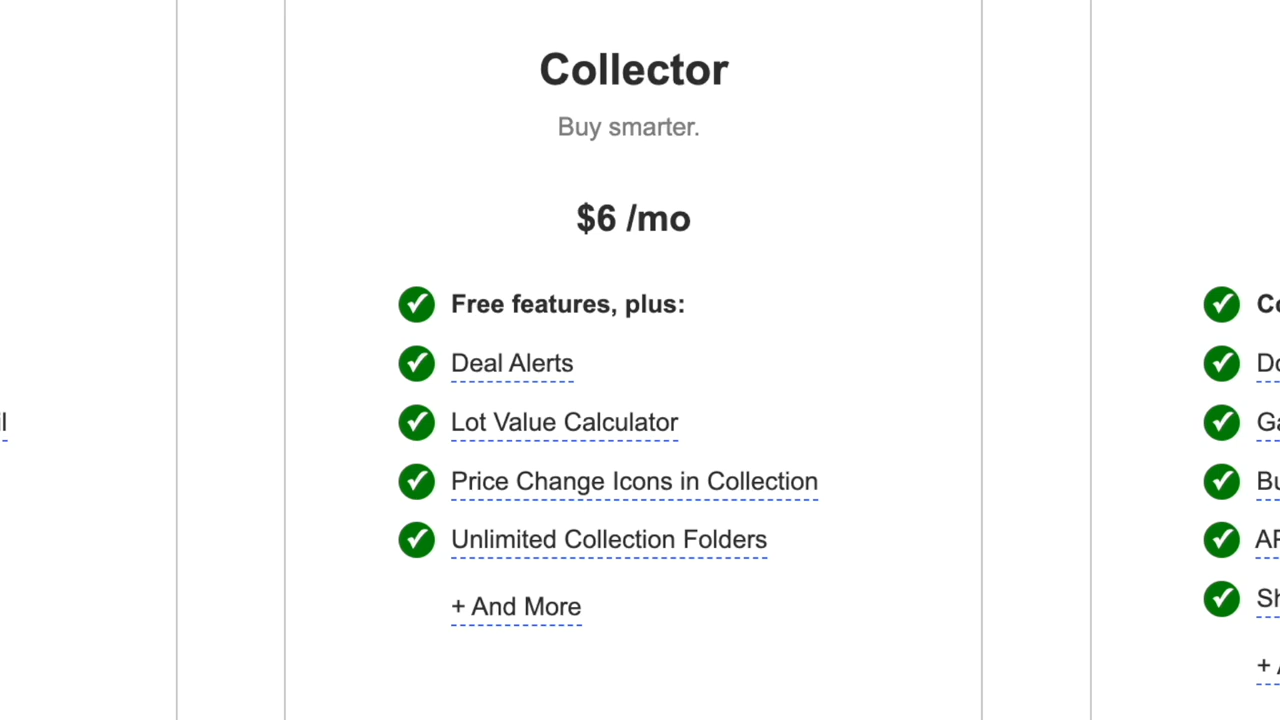 Collector
Buy smarter.
$6 /mo
Free features, plus:
Deal Alerts
Lot Value Calculator
Price Change Icons in Collection
Unlimited Collection Folders
+ And More